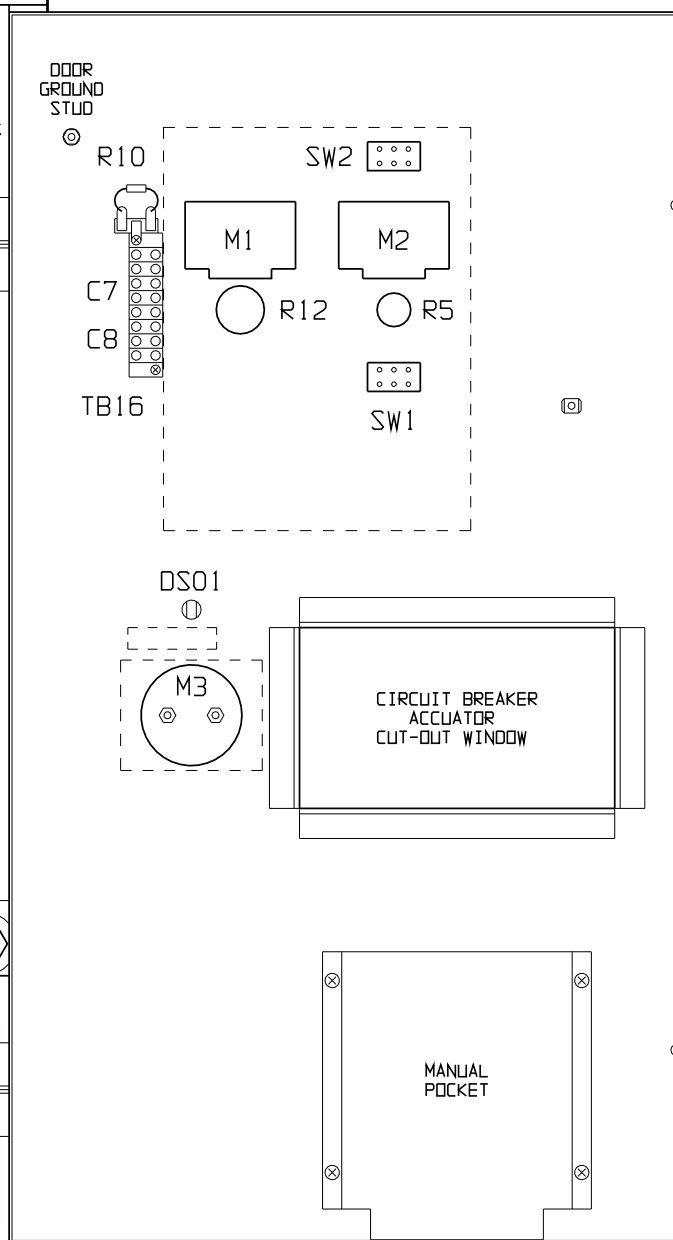 DOOR
GROUND
STUD
R10
SW2
M1
M2
C7
R12
R5
C8
TB16
SW1
DS01
M3
CIRCUIT BREAKER
ACCUATOR
CUT-OUT WINDOW
MANUAL
POCKET